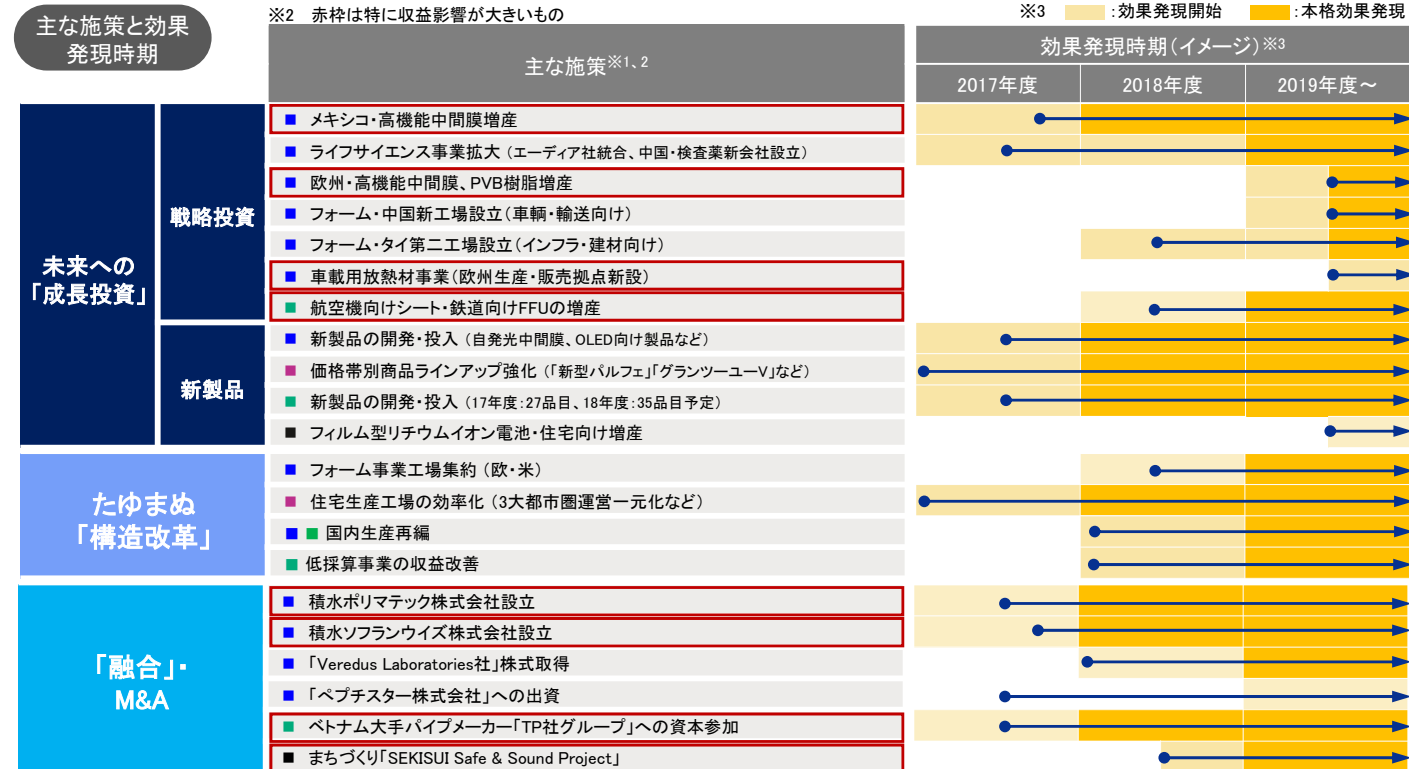 主な施策と効果
発現時期
※2 赤枠は特に収益影響が大きいもの
※3 :効果発現開始 :本格効果発現
主な施策※1、2
効果発現時期(イメージ)※3
2017年度 2018年度 2019年度～
未来への
「成長投資」
戦略投資
メキシコ・高機能中間膜増産
ライフサイエンス事業拡大(エーディア社統合、中国・検査薬新会社設立)
欧州・高機能中間膜、PVB樹脂増産
フォーム・中国新工場設立(車輌・輸送向け)
フォーム・タイ第二工場設立(インフラ・建材向け)
車載用放熱材事業(欧州生産・販売拠点新設)
航空機向けシート・鉄道向けFFUの増産
新製品
新製品の開発・投入(自発光中間膜、OLED向け製品など)
価格帯別商品ラインアップ強化(「新型パルフェ」「グランツーユーV」など)
新製品の開発・投入(17年度:27品目、18年度:35品目予定)
フィルム型リチウムイオン電池・住宅向け増産
たゆまぬ
「構造改革」
フォーム事業工場集約(欧・米)
住宅生産工場の効率化(3大都市圏運営一元化など)
国内生産再編
低採算事業の収益改善
「融合」・
M&A
積水ポリマテック株式会社設立
積水ソフランウイズ株式会社設立
「Veredus Laboratories社」株式取得
「ペプチスター株式会社」への出資
ベトナム大手パイプメーカー「TP社グループ」への資本参加
まちづくり「SEKISUI Safe & Sound Project」